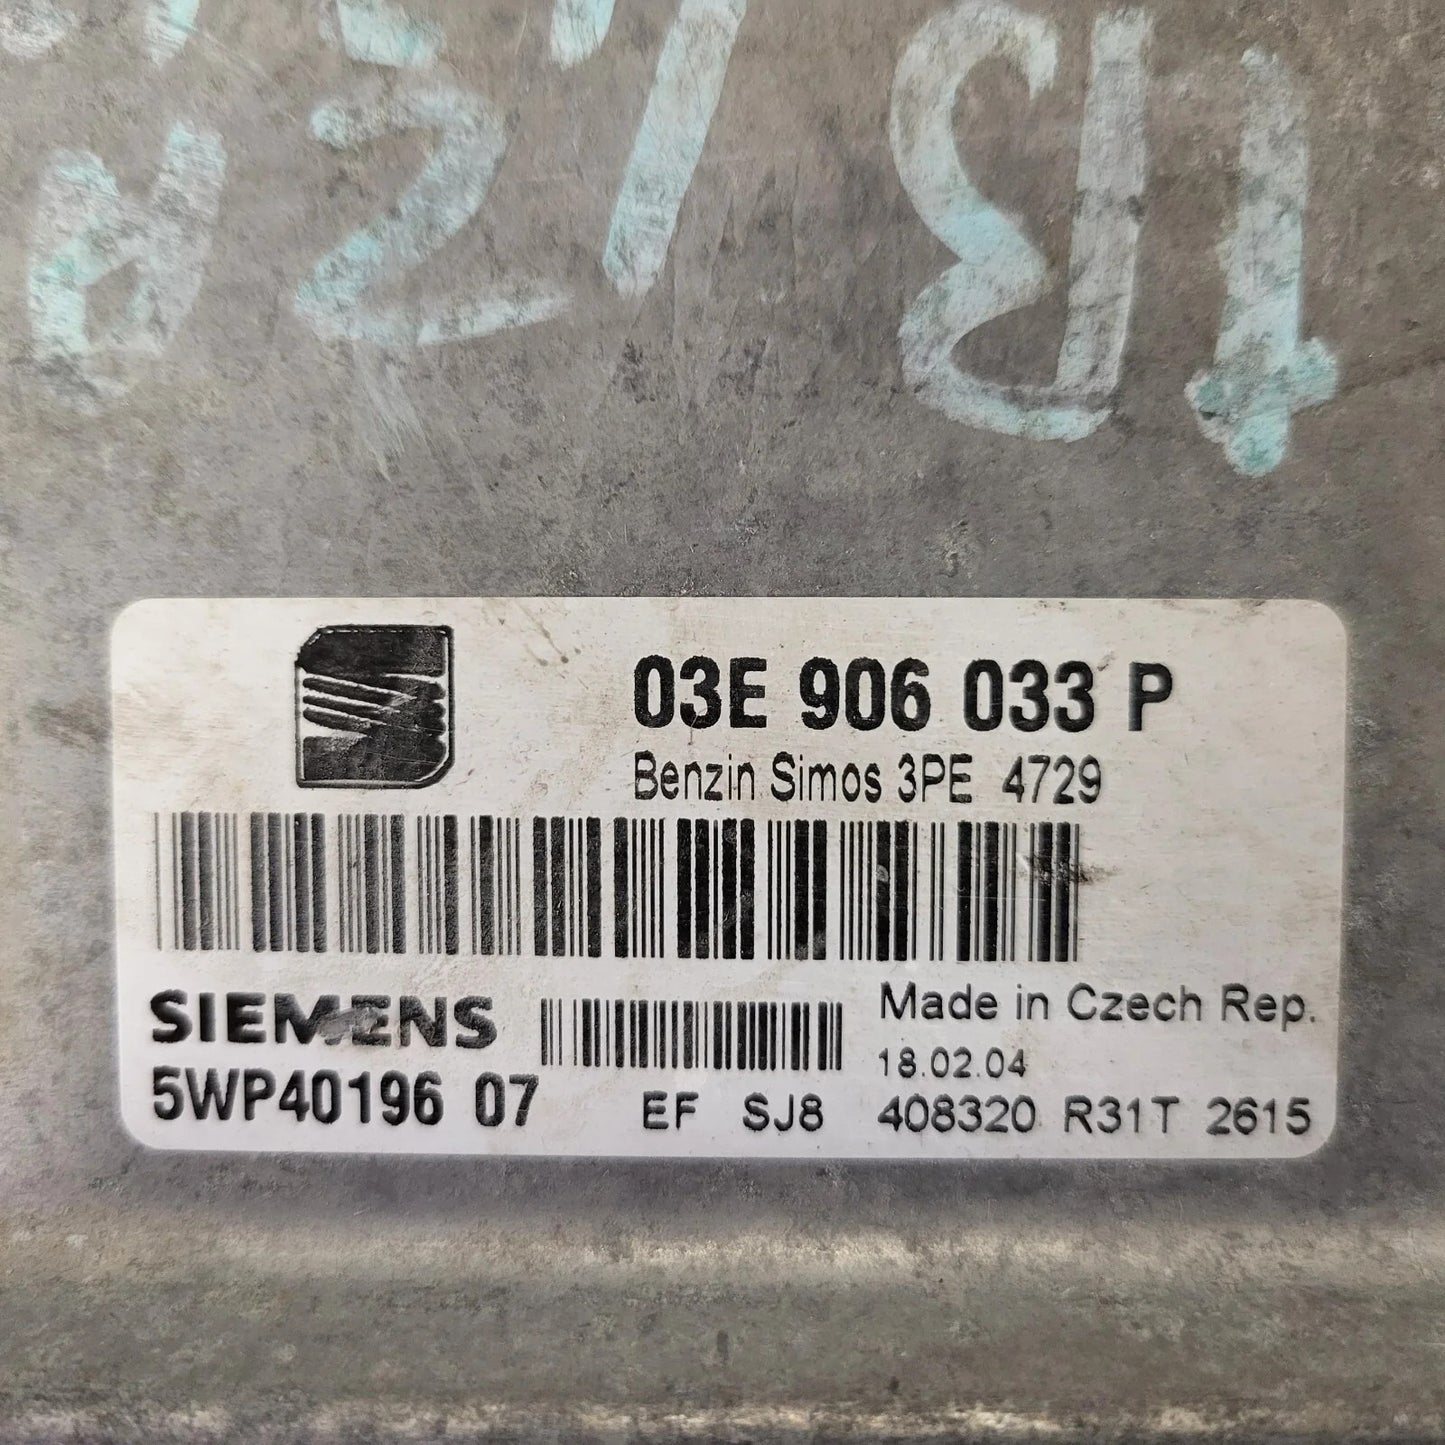 03E 906 033 P
Benzin Simos 3PE 4729
SIEMENS
Made in Czech Rep.
18.02.04
5WP40196 07
EF SJ8 408320 R31T 2615